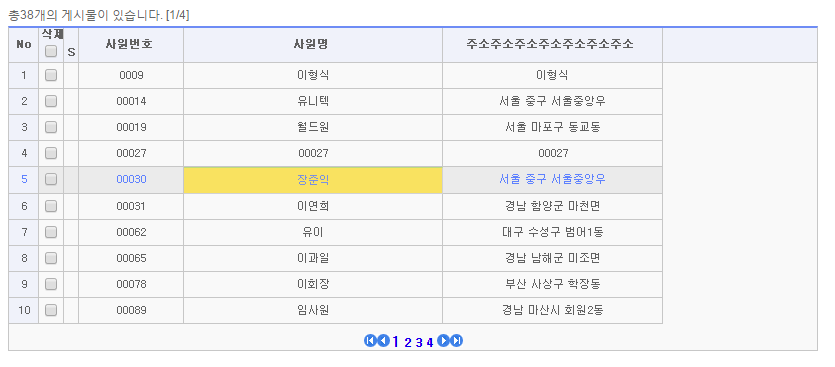 총38개의 게시물이 있습니다. [1/4]
No 삭제 S 사일번호 사일명 주소주소주소주소주소주소주소
1 0009 이형식 이형식
2 00014 유니텍 서울 중구 서울중앙우
3 00019 월드원 서울 마포구 동교동
4 00027 00027 00027
5 00030 장준익 서울 중구 서울중앙우
6 00031 이연희 경남 함양군 마천면
7 00062 유이 대구 수성구 범어1동
8 00065 이과일 경남 남해군 미조면
9 00078 이회장 부산 사상구 학장동
10 00089 임사원 경남 마산시 회원2동
1 2 3 4